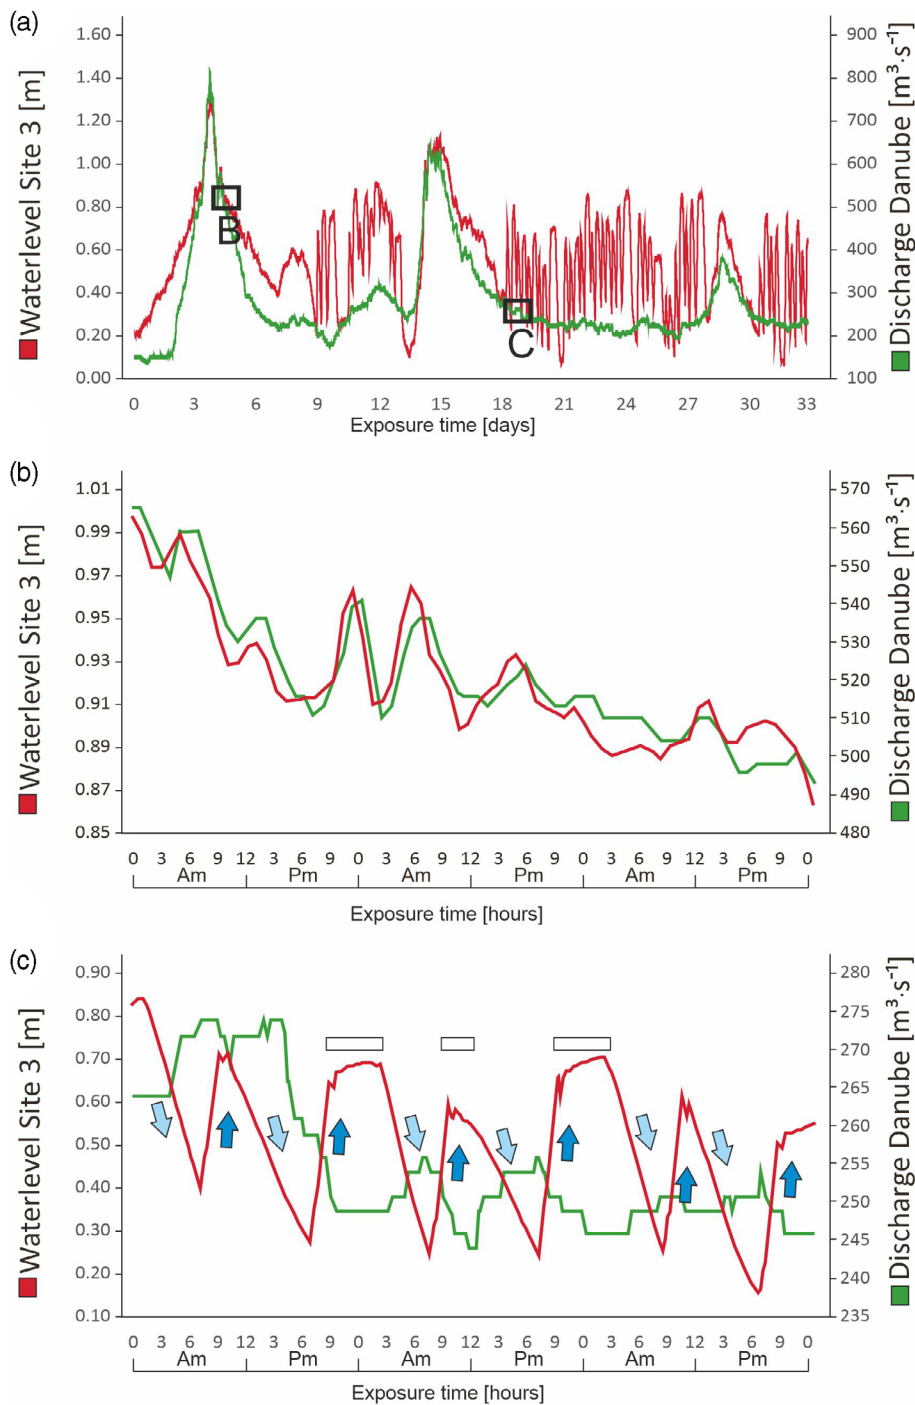 (a)
Waterlevel Site 3 [m]
1.60
1.40
1.20
1.00
0.80
0.60
0.40
0.20
0.00
900
800
700
600
500
400
300
200
100
Discharge Danube [m³·s⁻¹]
B
C
0 3 6 9 12 15 18 21 24 27 30 33
Exposure time [days]
(b)
Waterlevel Site 3 [m]
1.01
0.99
0.97
0.95
0.93
0.91
0.89
0.87
0.85
570
560
550
540
530
520
510
500
490
480
Discharge Danube [m³·s⁻¹]
0 3 6 9 12 3 6 9 0 3 6 9 12 3 6 9 0 3 6 9 12 3 6 9 0
Am Pm Am Pm Am Pm
Exposure time [hours]
(c)
Waterlevel Site 3 [m]
0.90
0.80
0.70
0.60
0.50
0.40
0.30
0.20
0.10
280
275
270
265
260
255
250
245
240
235
Discharge Danube [m³·s⁻¹]
0 3 6 9 12 3 6 9 0 3 6 9 12 3 6 9 0 3 6 9 12 3 6 9 0
Am Pm Am Pm Am Pm
Exposure time [hours]